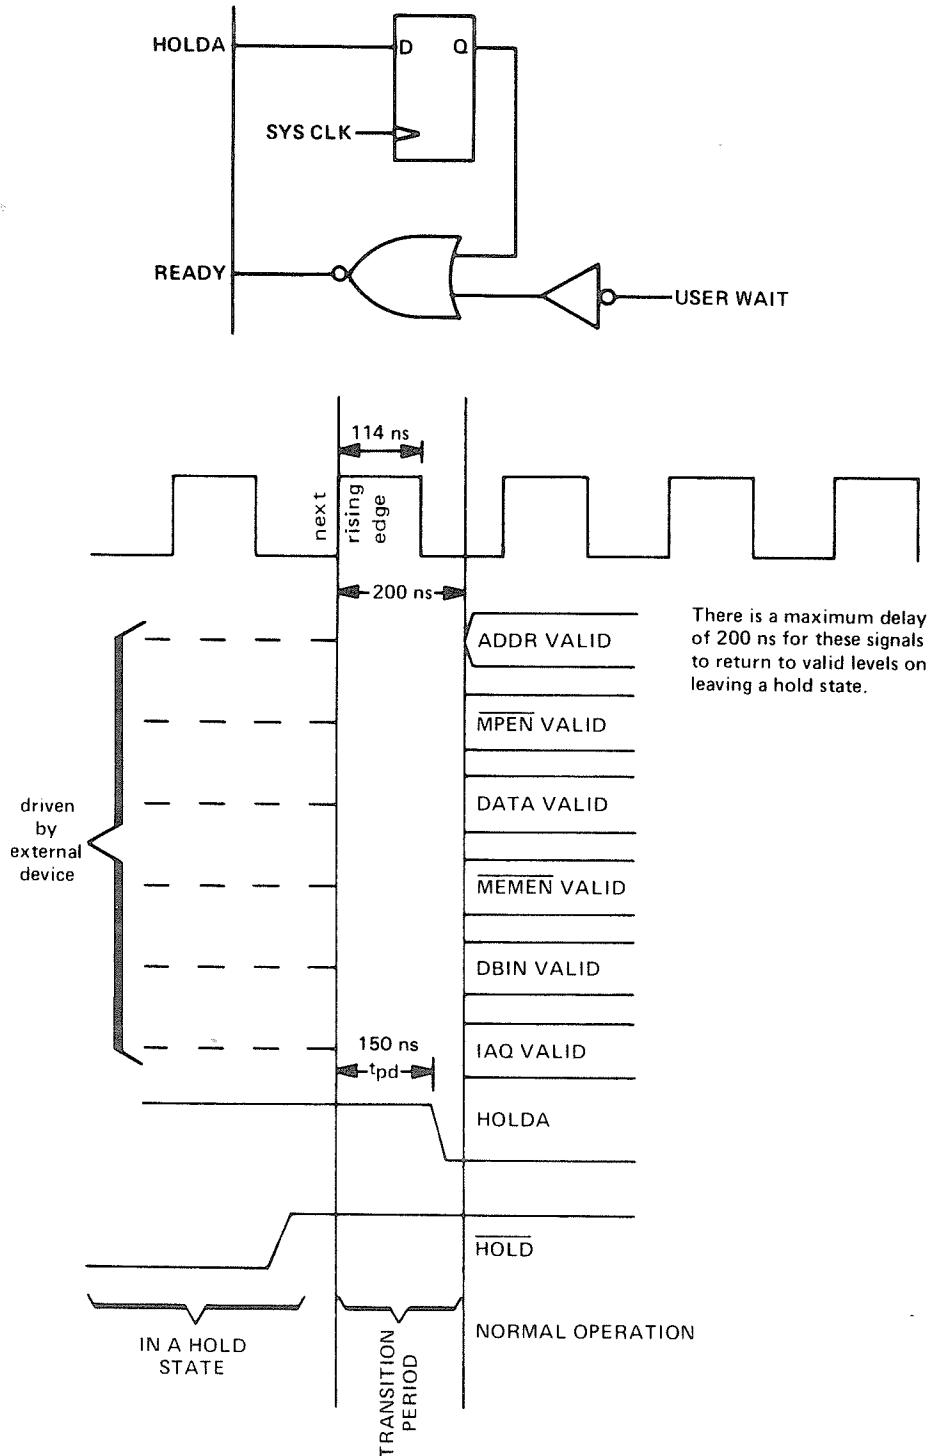 HOLDA
D Q
SYS CLK
READY
USER WAIT
114 ns
next
rising
edge
200 ns
There is a maximum delay
of 200 ns for these signals
to return to valid levels on
leaving a hold state.
ADDR VALID
MPEN VALID
DATA VALID
driven
by
external
device
MEMEN VALID
DBIN VALID
150 ns
tpd
IAQ VALID
HOLDA
HOLD
IN A HOLD
STATE
TRANSITION
PERIOD
NORMAL OPERATION